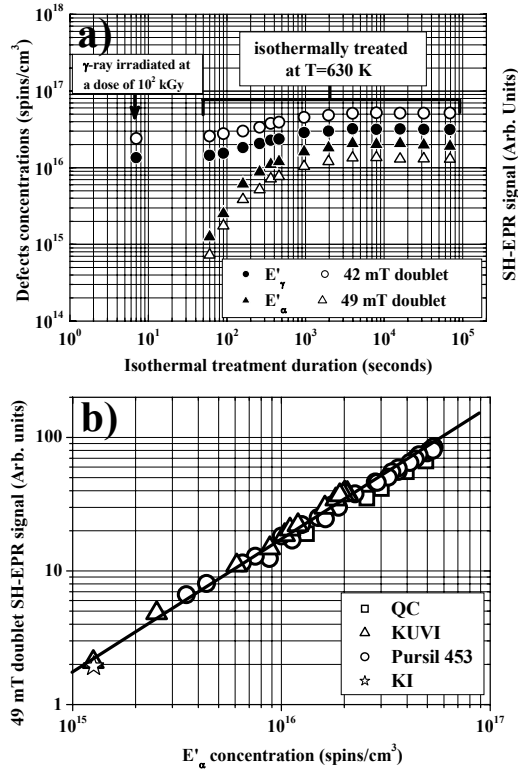 a)
γ-ray irradiated at
a dose of 10² kGy
isothermally treated
at T=630 K
10¹⁸
10¹⁷
10¹⁶
10¹⁵
10¹⁴
Defects concentrations (spins/cm³)
SH-EPR signal (Arb. Units)
E'γ
42 mT doublet
E'α
49 mT doublet
10⁰ 10¹ 10² 10³ 10⁴ 10⁵
Isothermal treatment duration (seconds)
b)
100
10
1
49 mT doublet SH-EPR signal (Arb. units)
QC
KUVI
Pursil 453
KI
10¹⁵ 10¹⁶ 10¹⁷
E'α concentration (spins/cm³)